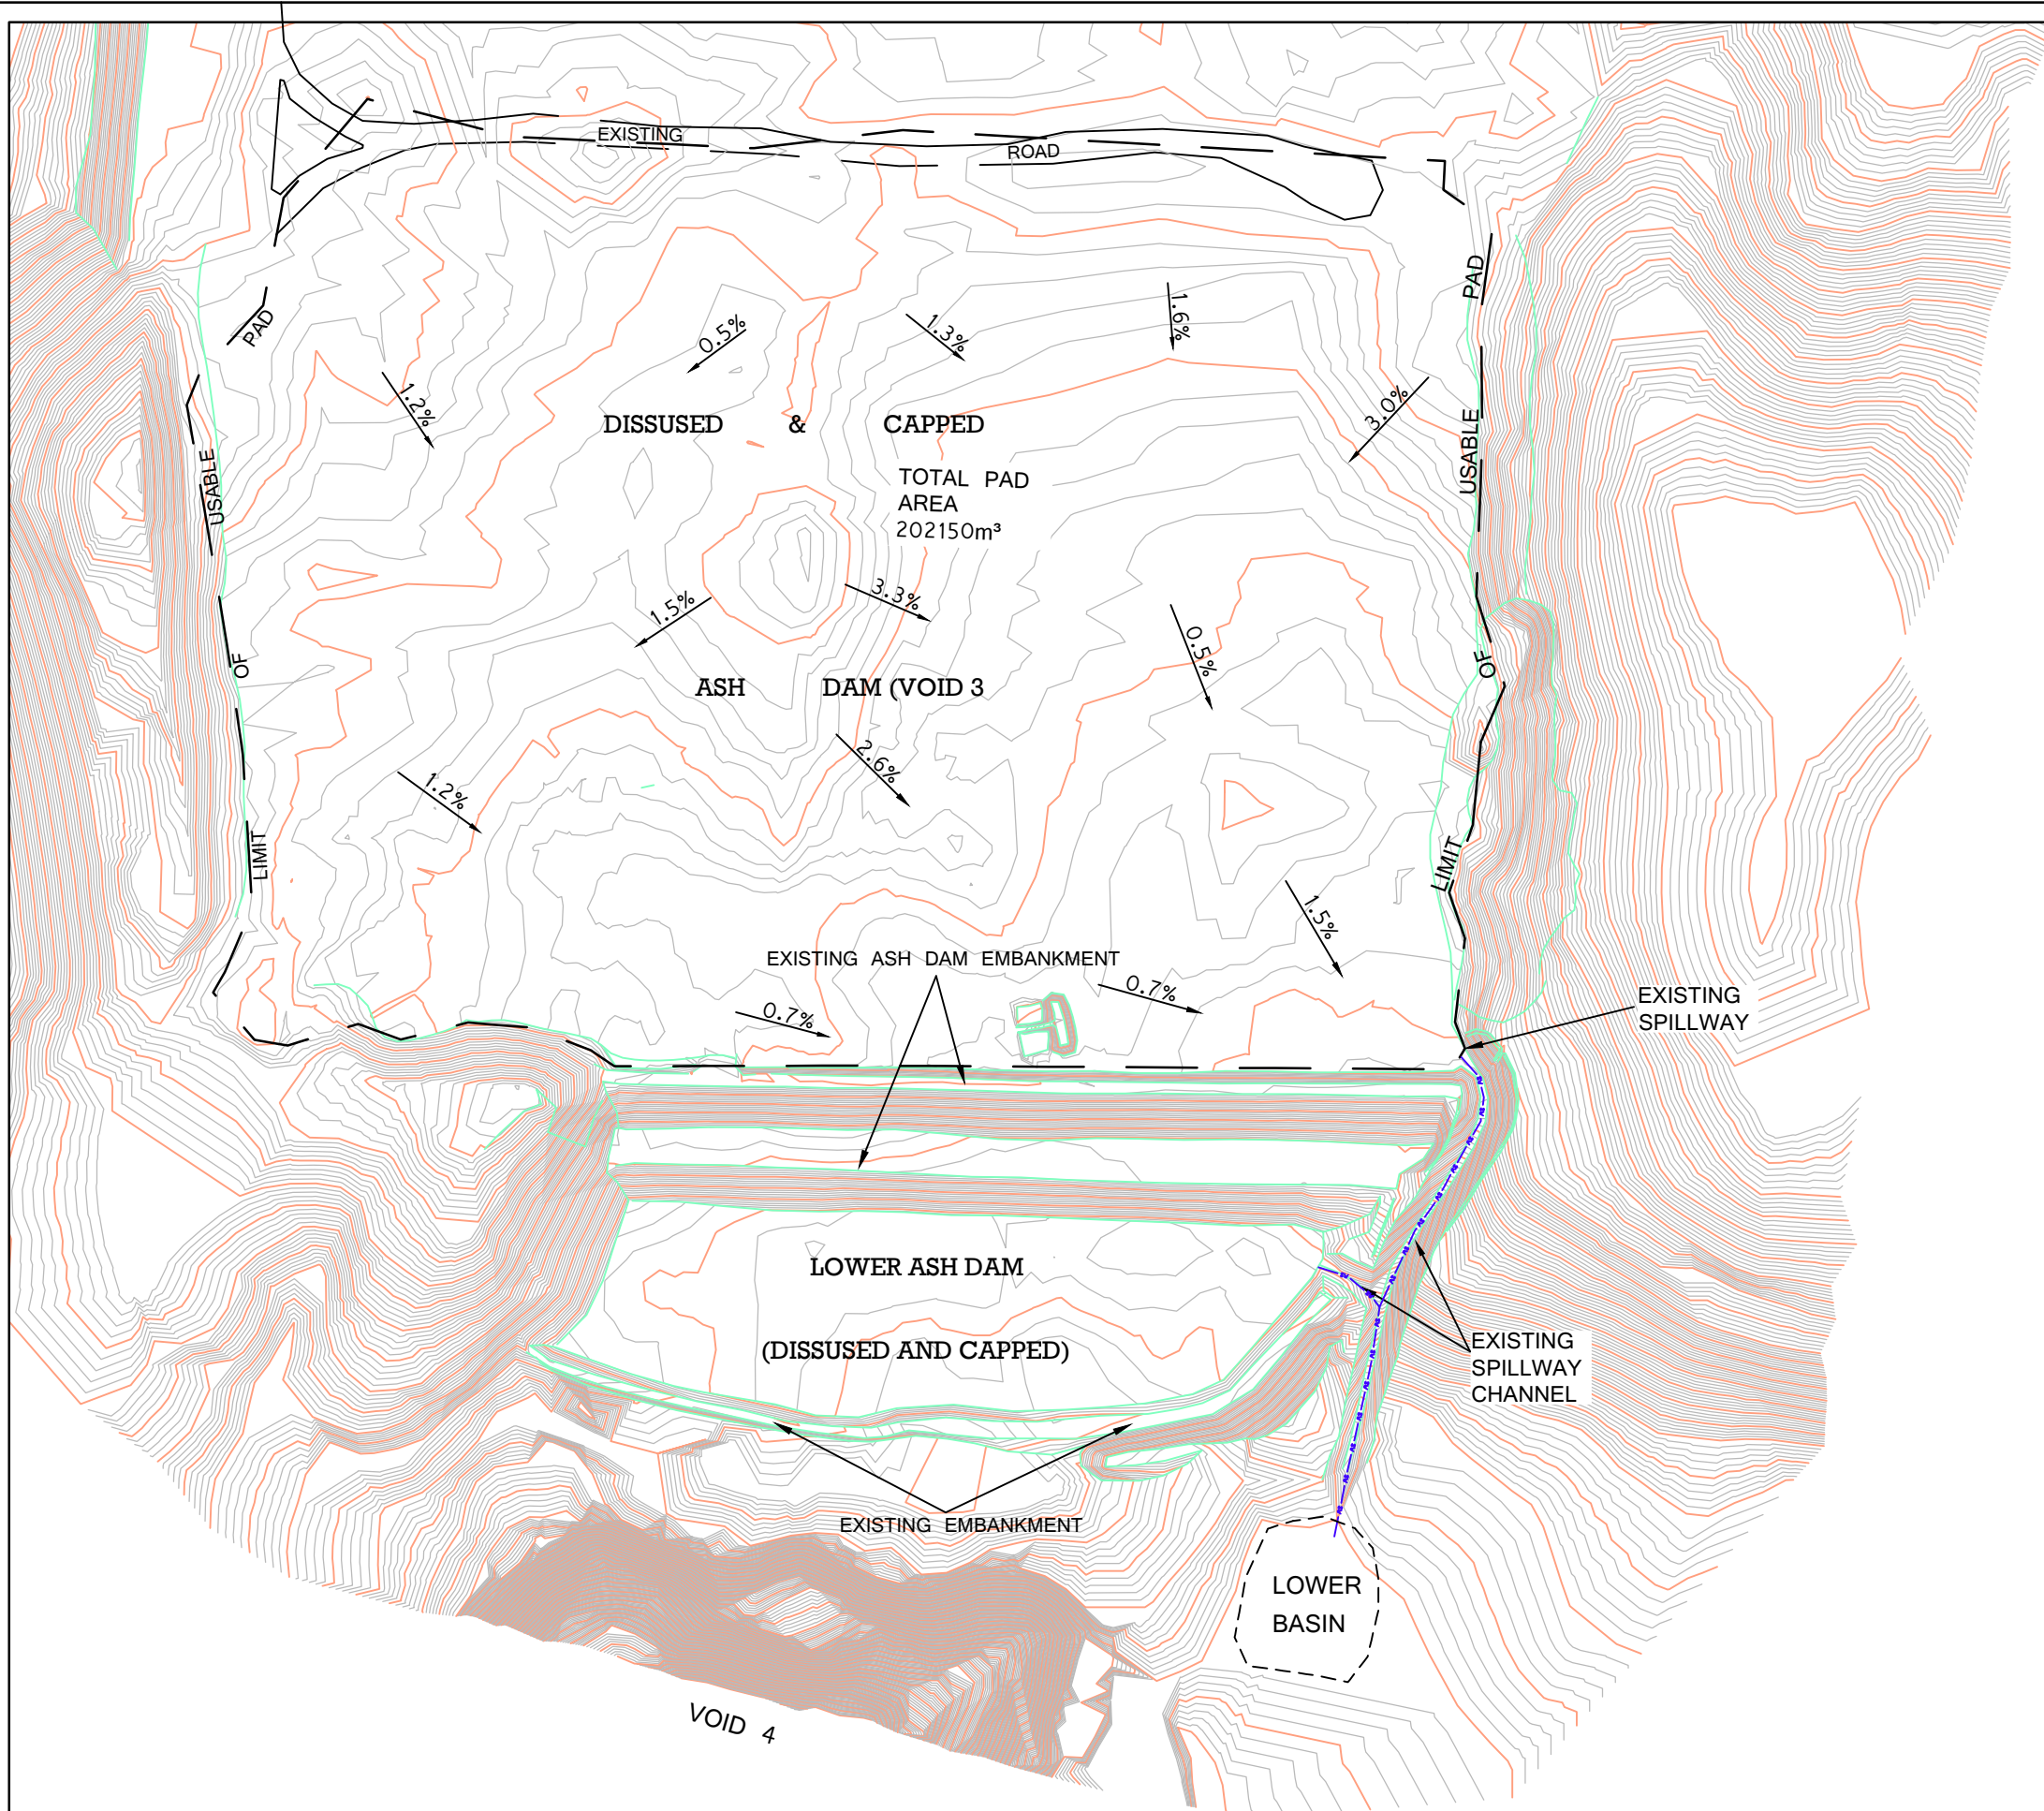 EXISTING
ROAD
PAD
PAD
0.5%
1.3%
1.6%
1.2%
3.0%
DISSUSED & CAPPED
USABLE
USABLE
TOTAL PAD
AREA
202150m³
1.5%
3.3%
0.5%
OF
OF
ASH DAM (VOID 3
2.6%
1.2%
LIMIT
LIMIT
1.5%
EXISTING ASH DAM EMBANKMENT
0.7%
0.7%
EXISTING
SPILLWAY
LOWER ASH DAM
(DISSUSED AND CAPPED)
EXISTING
SPILLWAY
CHANNEL
EXISTING EMBANKMENT
LOWER
BASIN
VOID 4